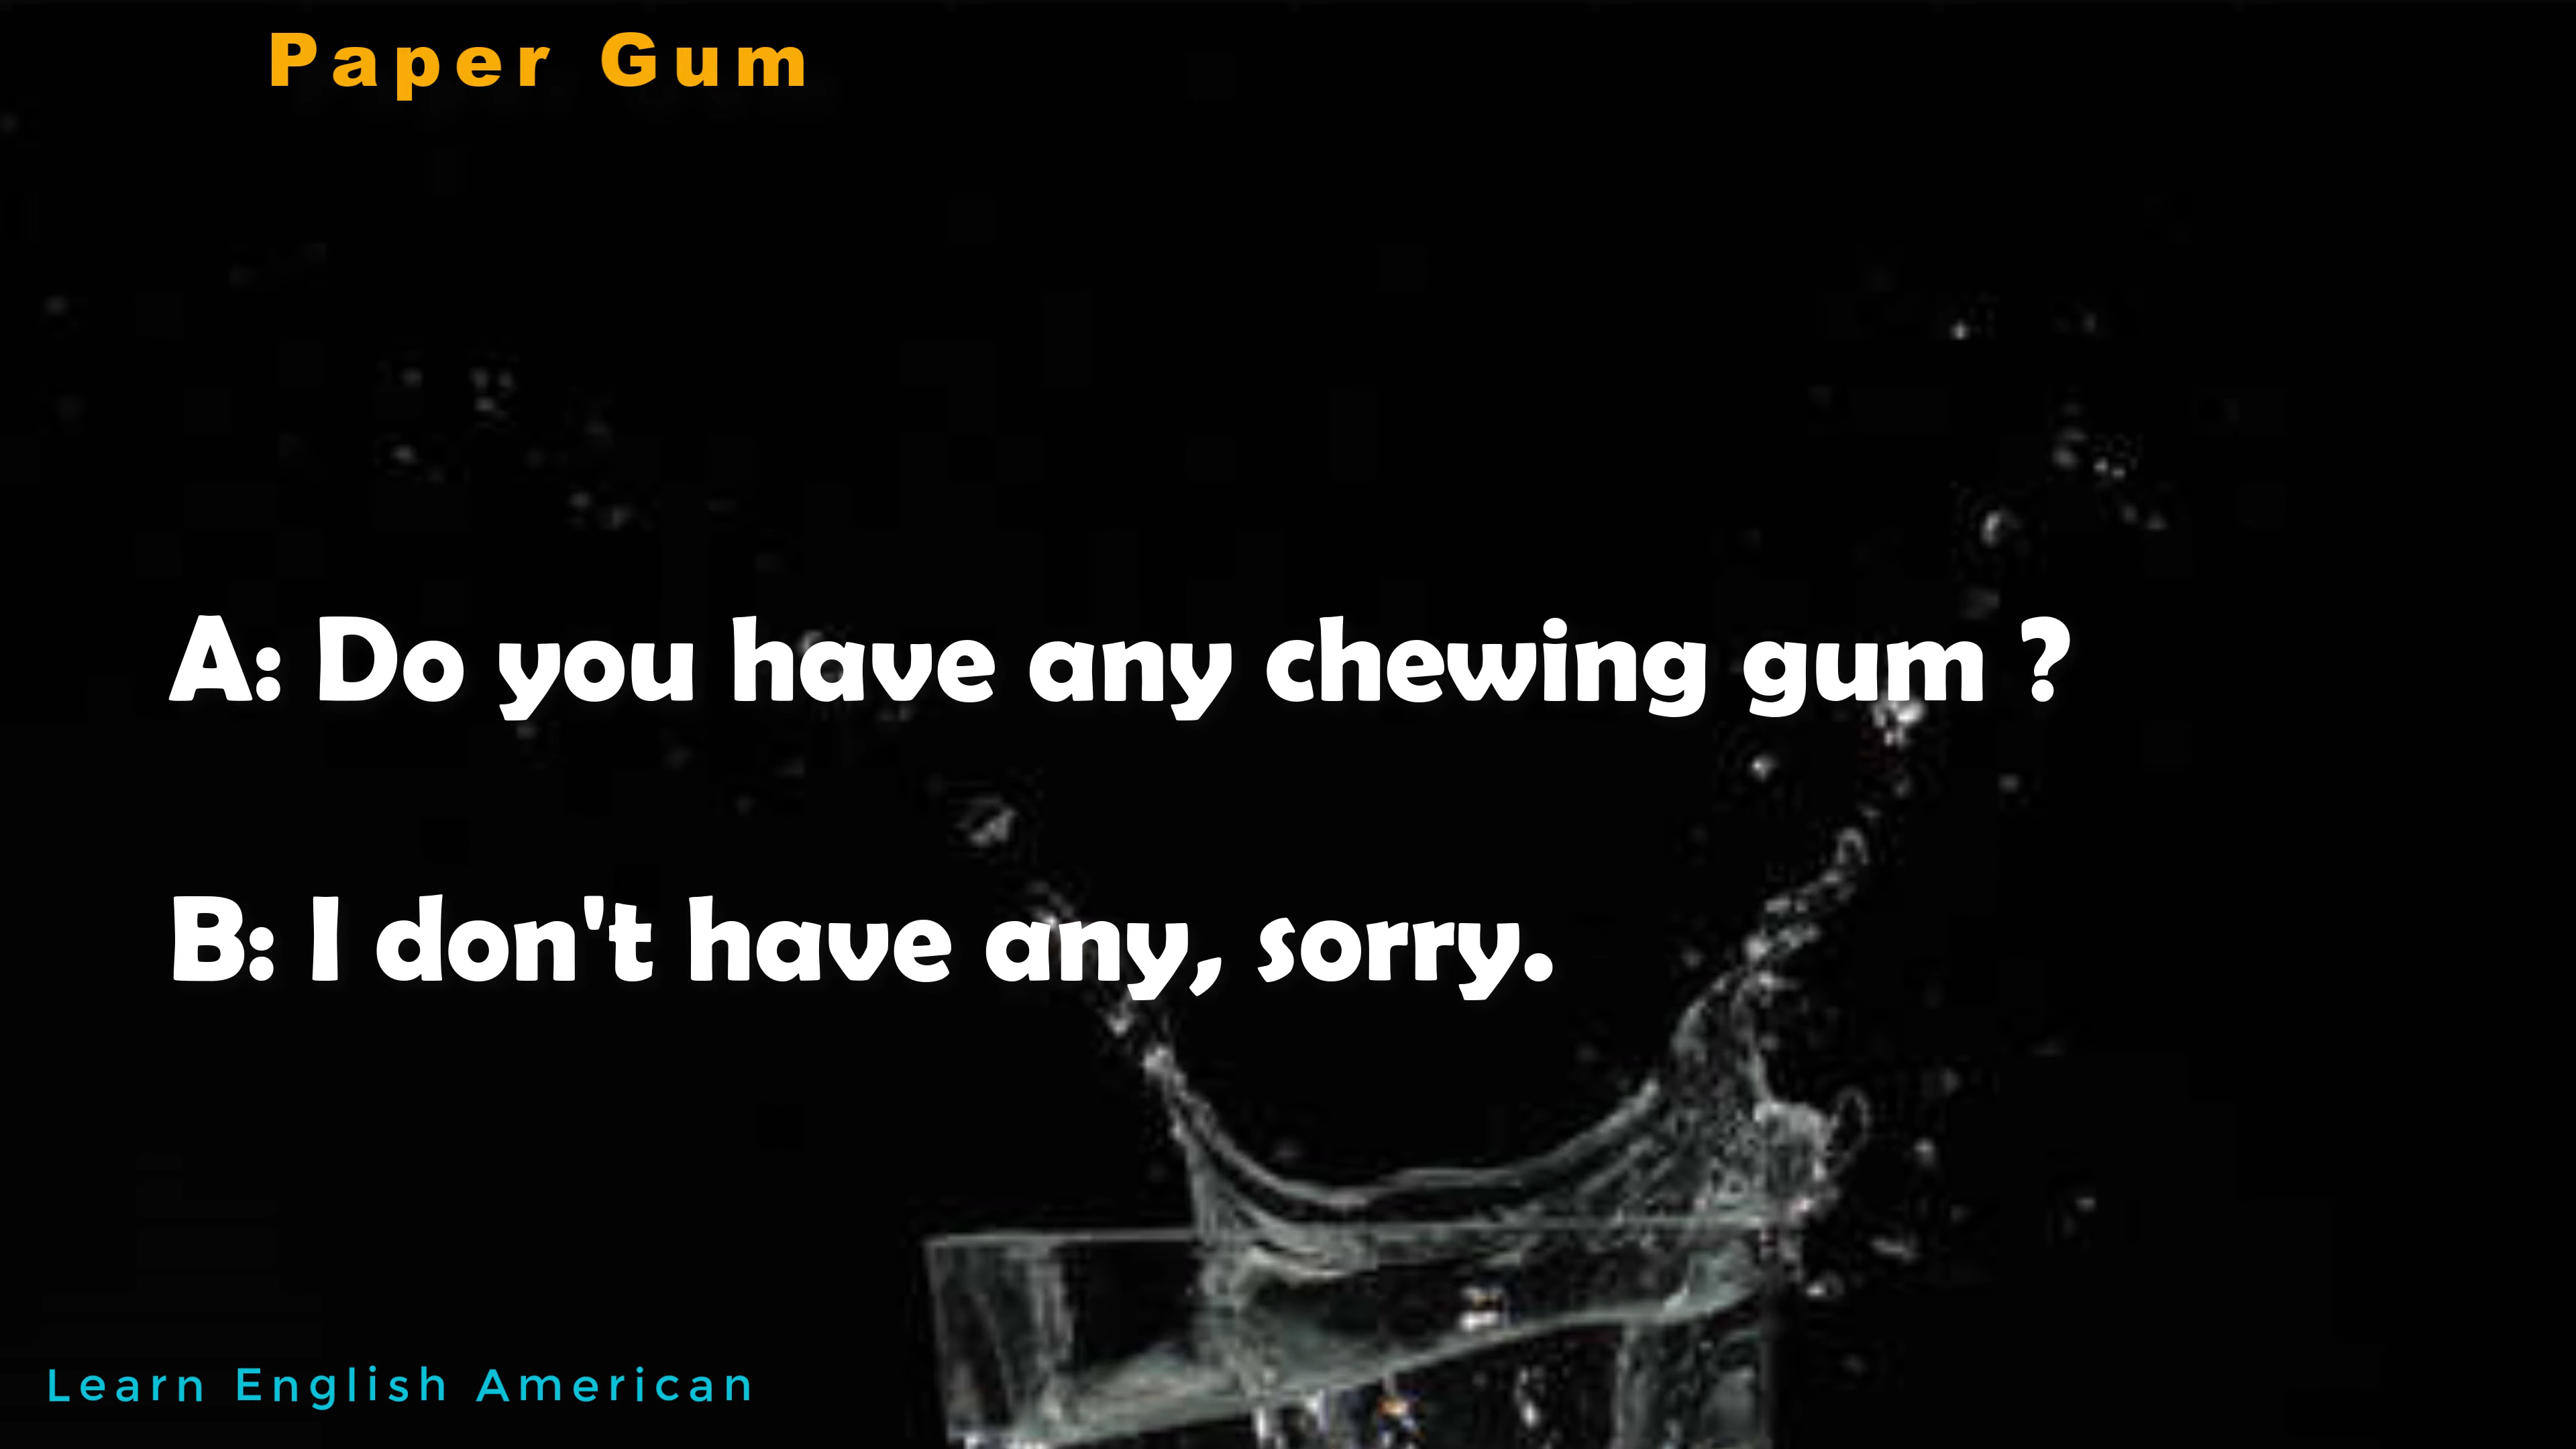 Paper Gum
A: Do you have any chewing gum ?
B: I don't have any, sorry.
Learn English American